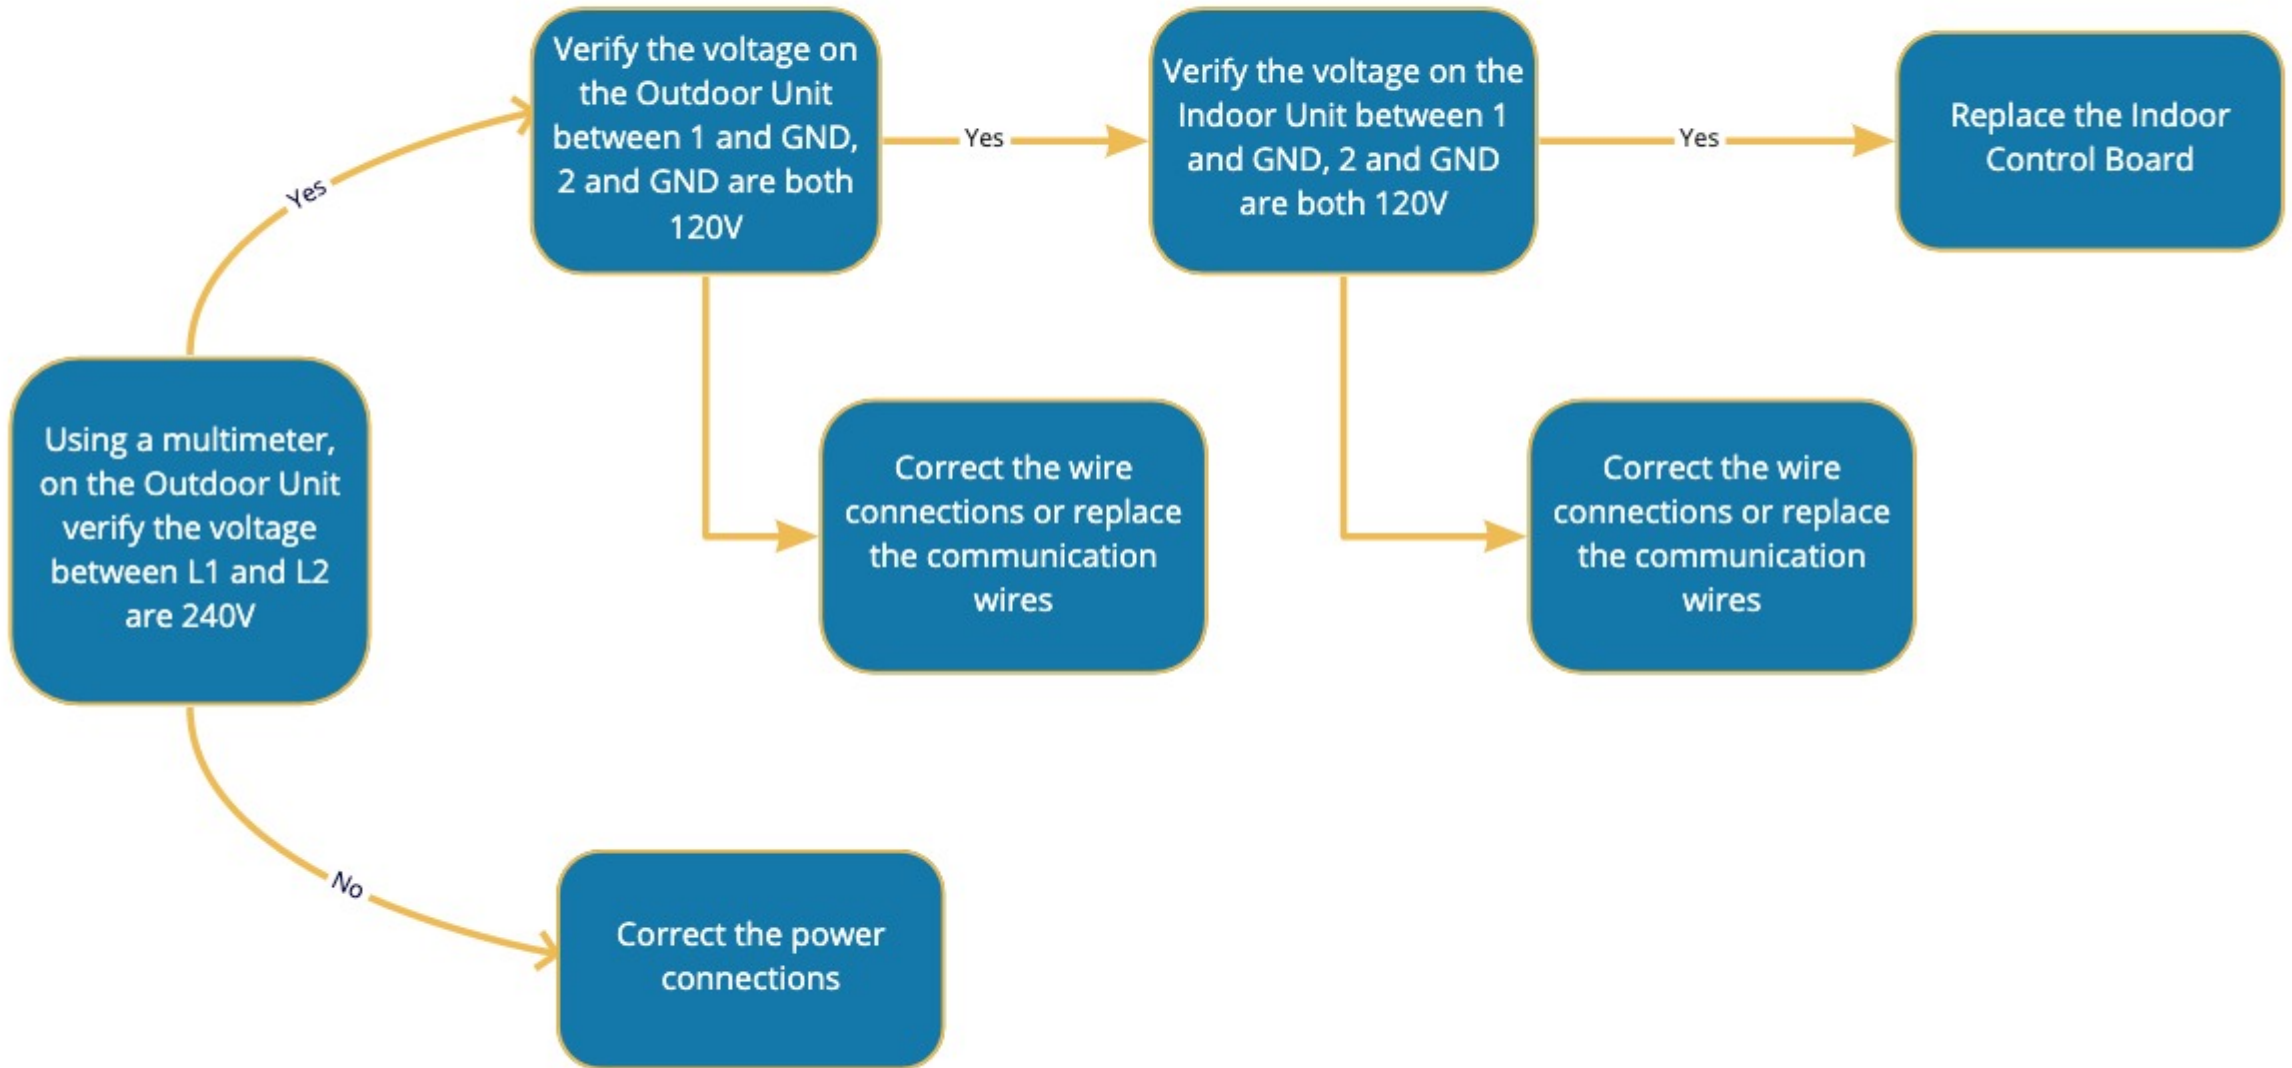 Verify the voltage on
the Outdoor Unit
between 1 and GND,
2 and GND are both
120V
Yes
Verify the voltage on the
Indoor Unit between 1
and GND, 2 and GND
are both 120V
Yes
Replace the Indoor
Control Board
Yes
Using a multimeter,
on the Outdoor Unit
verify the voltage
between L1 and L2
are 240V
Correct the wire
connections or replace
the communication
wires
Correct the wire
connections or replace
the communication
wires
No
Correct the power
connections